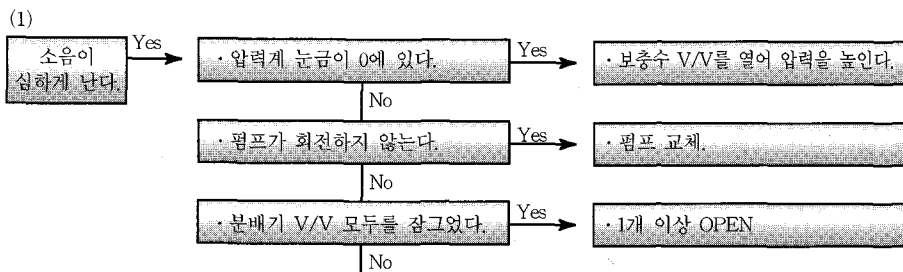 (1)
소음이
심하게 난다.
Yes
· 압력계 눈금이 0에 있다.
Yes
· 보충수 V/V를 열어 압력을 높인다.
No
· 펌프가 회전하지 않는다.
Yes
· 펌프 교체.
No
· 분배기 V/V 모두를 잠그었다.
Yes
· 1개 이상 OPEN
No